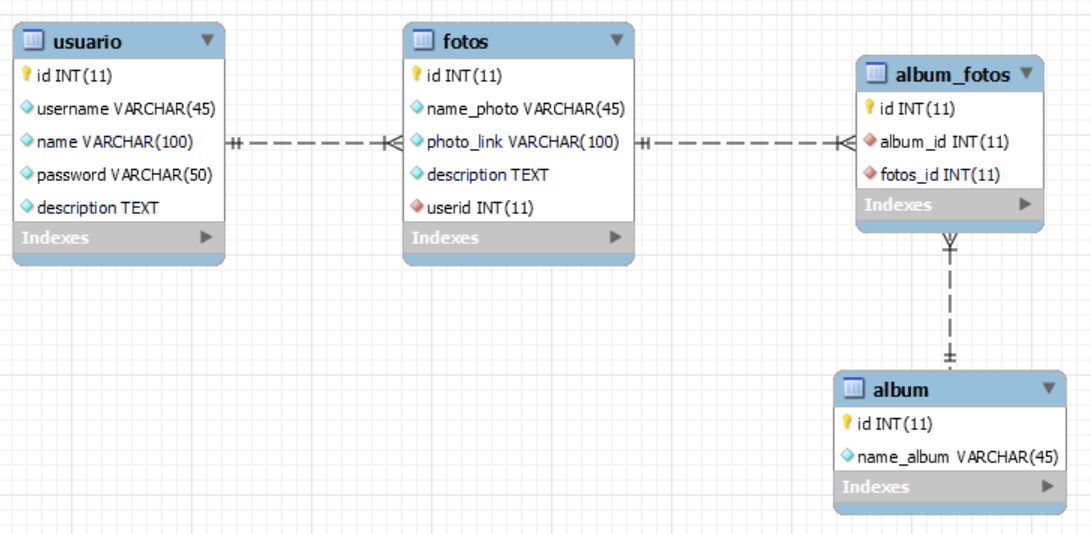 usuario
id INT(11)
username VARCHAR(45)
name VARCHAR(100)
password VARCHAR(50)
description TEXT
Indexes
fotos
id INT(11)
name_photo VARCHAR(45)
photo_link VARCHAR(100)
description TEXT
userid INT(11)
Indexes
album_fotos
id INT(11)
album_id INT(11)
fotos_id INT(11)
Indexes
album
id INT(11)
name_album VARCHAR(45)
Indexes